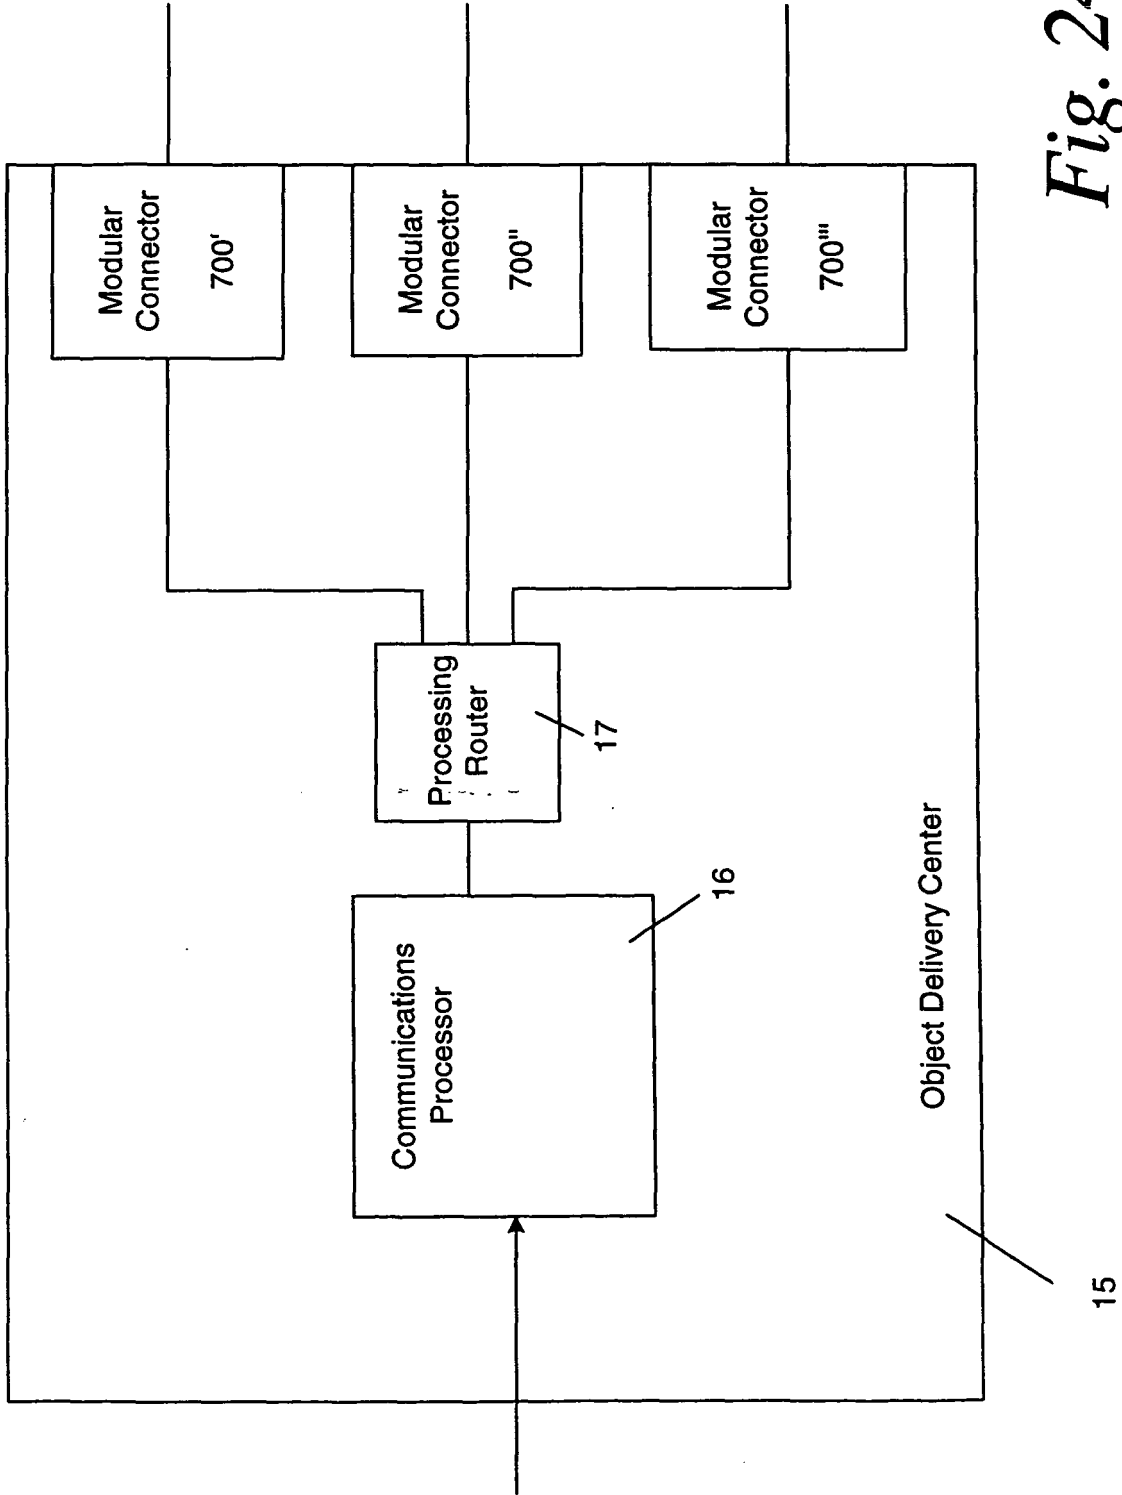 Modular
Connector
700'
Modular
Connector
700"
Modular
Connector
700'''
Processing
Router
17
Communications
Processor
16
Object Delivery Center
15
Fig.